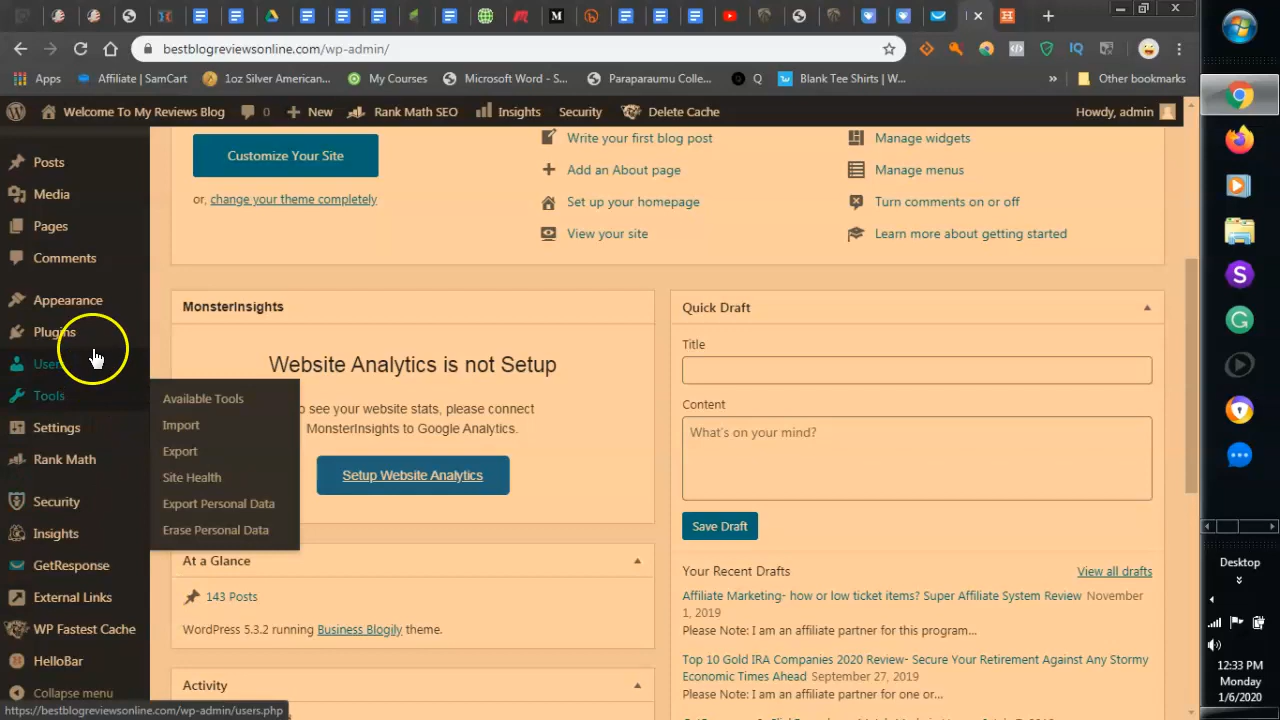 bestblogreviewsonline.com/wp-admin/
Apps
Affiliate | SamCart
1oz Silver American...
My Courses
Microsoft Word - S...
Paraparaumu Colle...
Q
Blank Tee Shirts | W...
»
Other bookmarks
Welcome To My Reviews Blog
0
New
Rank Math SEO
Insights
Security
Delete Cache
Howdy, admin
Posts
Media
Pages
Comments
Appearance
Plugins
Tools
Settings
Rank Math
Security
Insights
GetResponse
External Links
WP Fastest Cache
HelloBar
Collapse menu
Available Tools
Import
Export
Site Health
Export Personal Data
Erase Personal Data
Customize Your Site
or, change your theme completely
Write your first blog post
Add an About page
Set up your homepage
View your site
Manage widgets
Manage menus
Turn comments on or off
Learn more about getting started
MonsterInsights
Website Analytics is not Setup
to see your website stats, please connect
MonsterInsights to Google Analytics.
Setup Website Analytics
At a Glance
143 Posts
WordPress 5.3.2 running Business Blogily theme.
Activity
Quick Draft
Title
Content
What's on your mind?
Save Draft
Your Recent Drafts
View all drafts
Affiliate Marketing- how or low ticket items? Super Affiliate System Review November
1, 2019
Please Note: I am an affiliate partner for this program...
Top 10 Gold IRA Companies 2020 Review- Secure Your Retirement Against Any Stormy
Economic Times Ahead September 27, 2019
Please Note: I am an affiliate partner for one or...
https://bestblogreviewsonline.com/wp-admin/users.php
Desktop
12:33 PM
Monday
1/6/2020